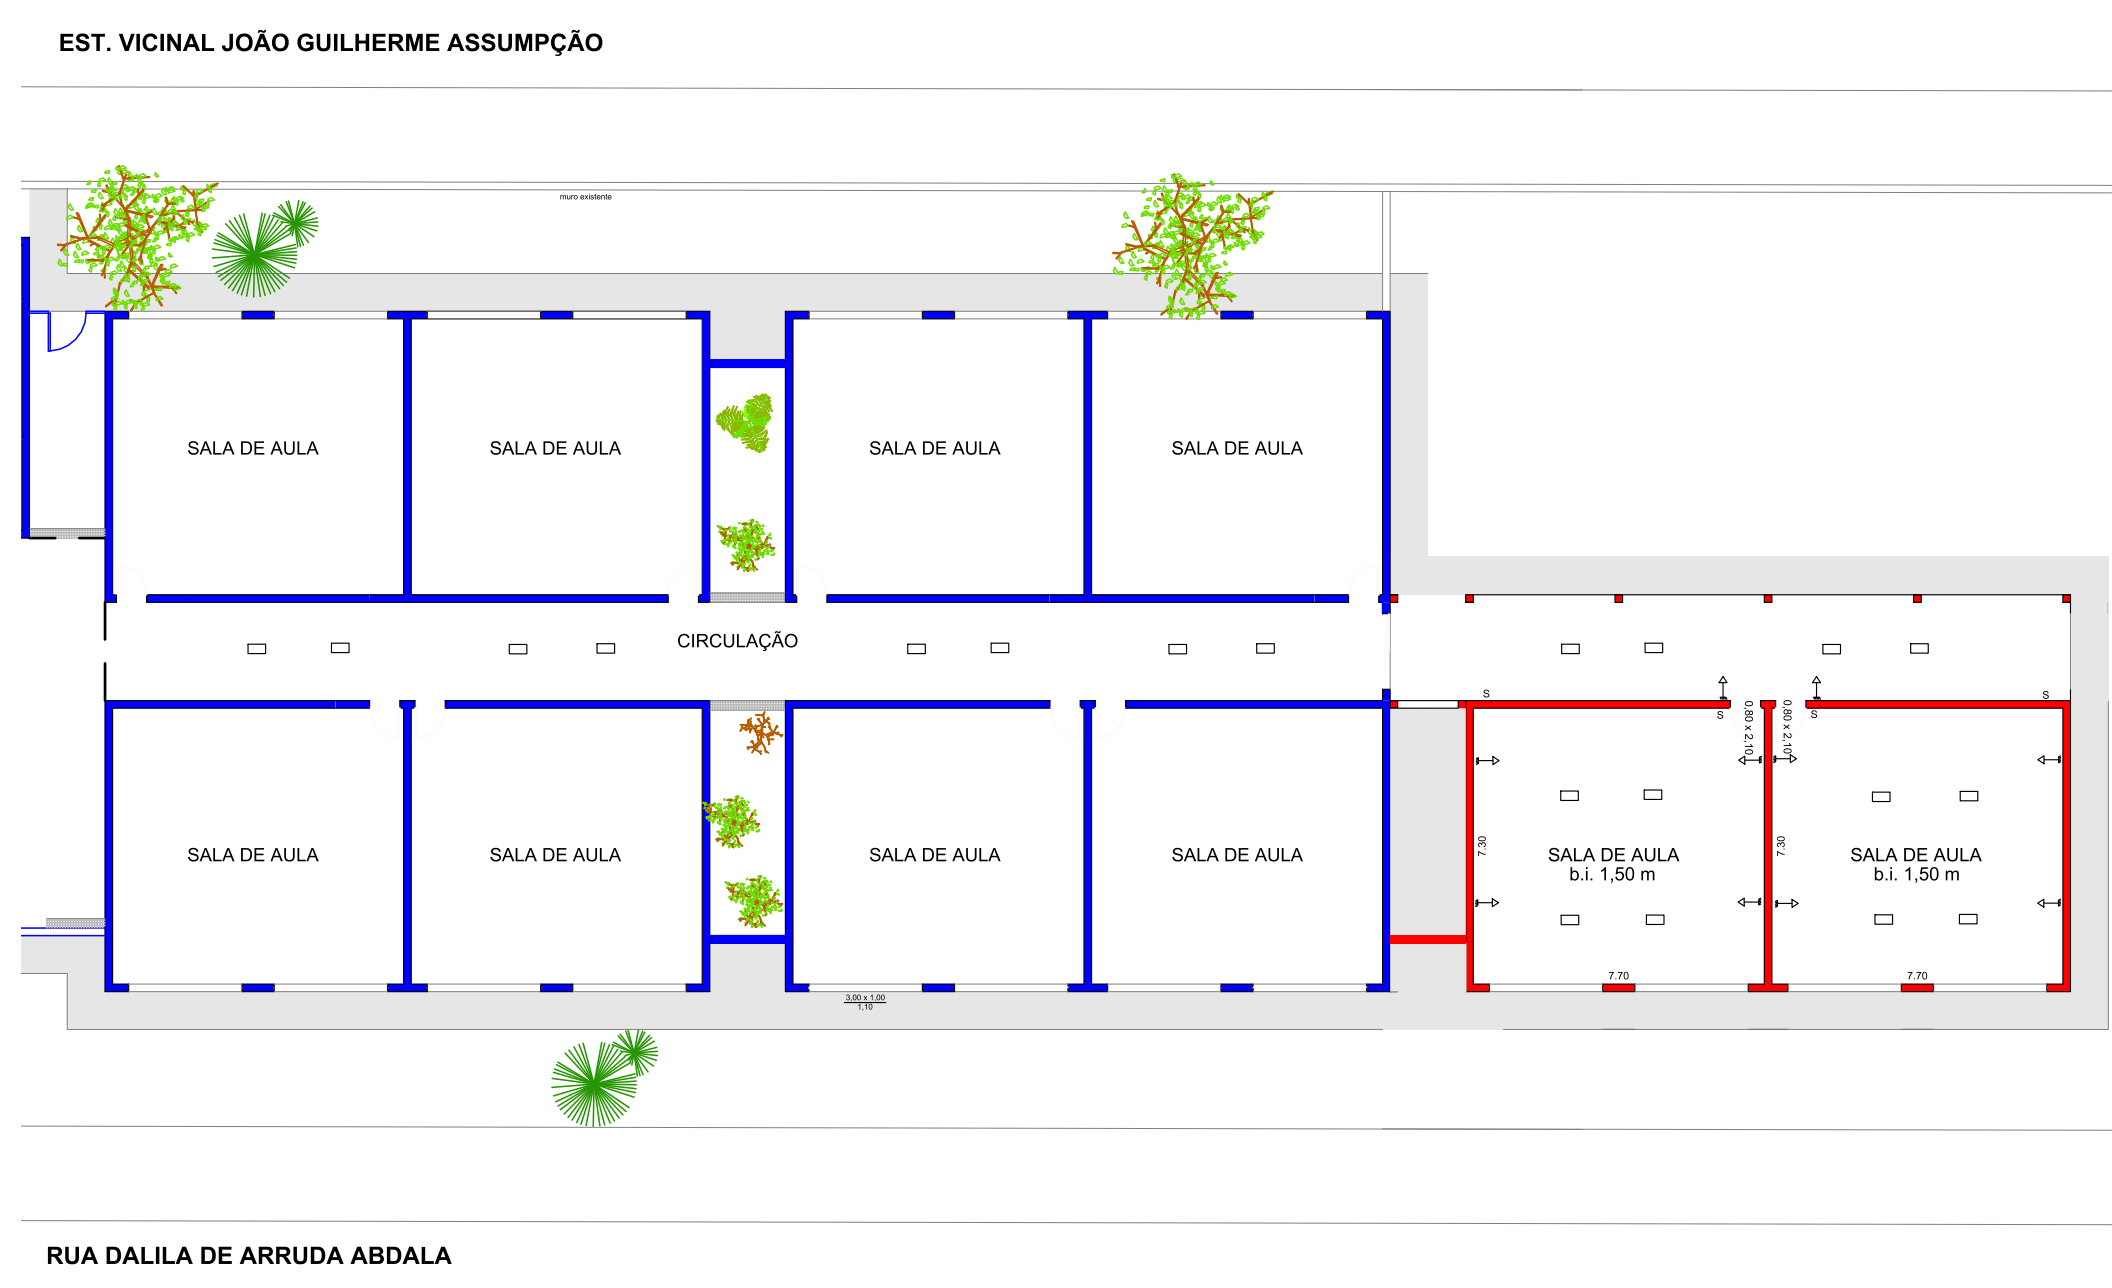 EST. VICINAL JOÃO GUILHERME ASSUMPÇÃO
muro existente
SALA DE AULA
SALA DE AULA
SALA DE AULA
SALA DE AULA
CIRCULAÇÃO
S
S
S
S
0,80 x 2,10
0,80 x 2,10
7.30
7.30
SALA DE AULA
SALA DE AULA
SALA DE AULA
SALA DE AULA
SALA DE AULA
b.i. 1,50 m
SALA DE AULA
b.i. 1,50 m
7.70
7.70
3,00 x 1,00
1,10
RUA DALILA DE ARRUDA ABDALA